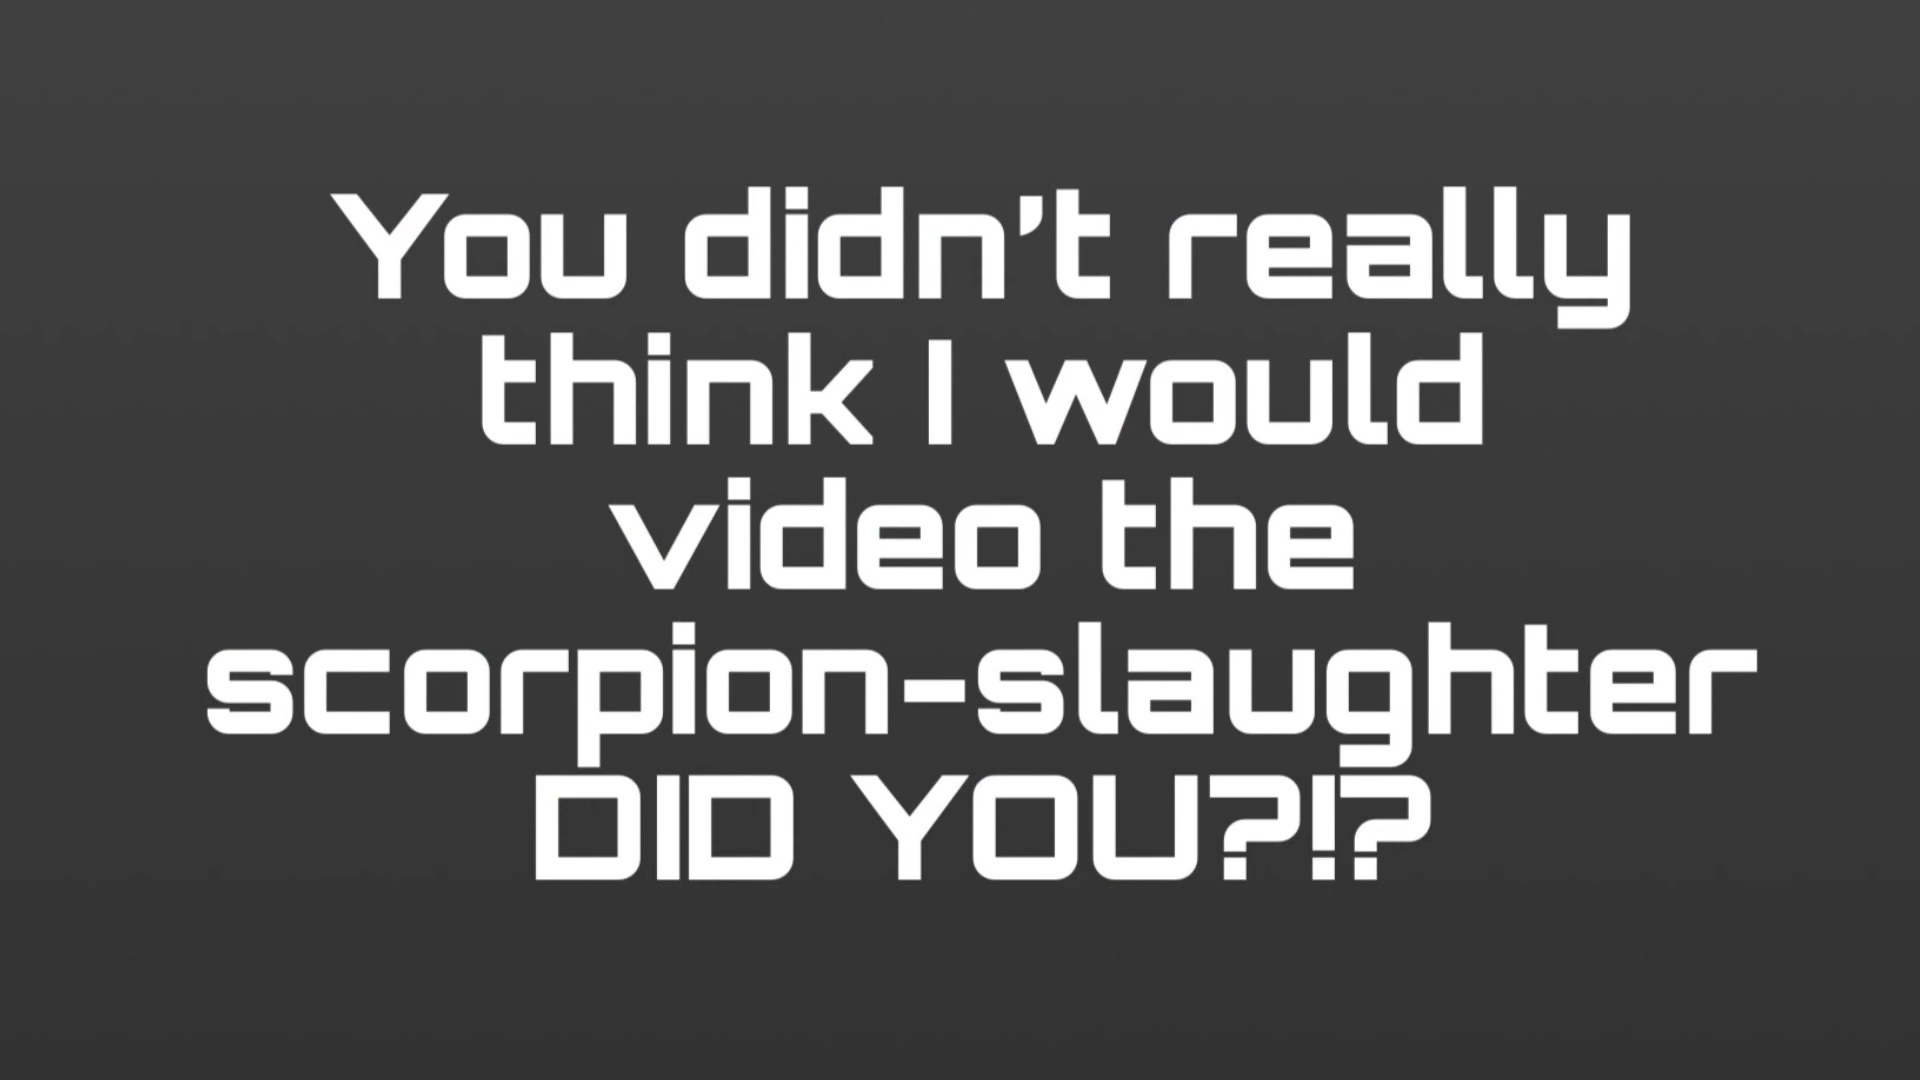 You didn’t really
think I would
video the
scorpion-slaughter
DID YOU?!?